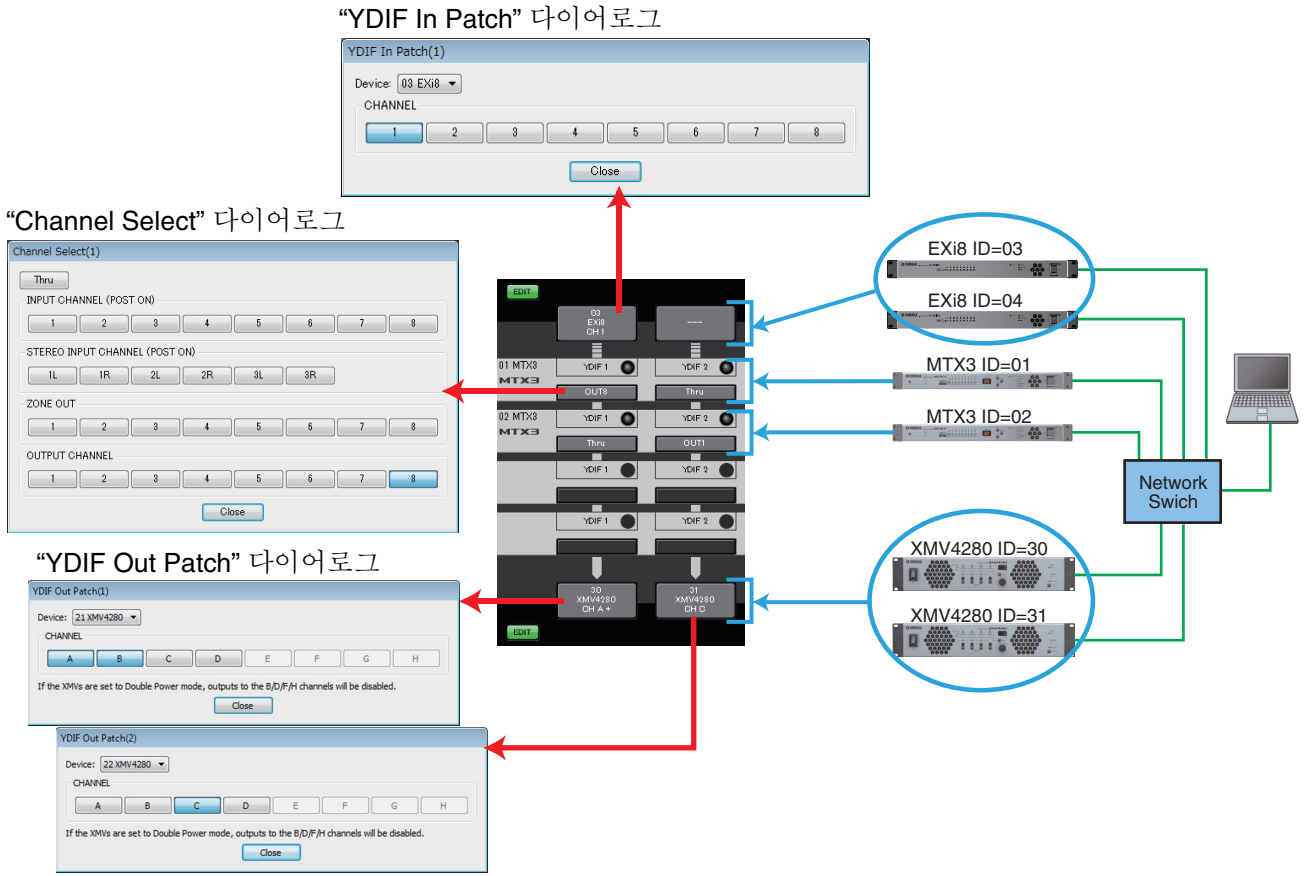 “YDIF In Patch” 다이어로그
YDIF In Patch(1)
Device: 03 EXi8
CHANNEL
1 2 3 4 5 6 7 8
Close
“Channel Select” 다이어로그
Channel Select(1)
Thru
INPUT CHANNEL (POST ON)
1 2 3 4 5 6 7 8
STEREO INPUT CHANNEL (POST ON)
1L 1R 2L 2R 3L 3R
ZONE OUT
1 2 3 4 5 6 7 8
OUTPUT CHANNEL
1 2 3 4 5 6 7 8
Close
“YDIF Out Patch” 다이어로그
YDIF Out Patch(1)
Device: 21 XMV4280
CHANNEL
A B C D E F G H
If the XMVs are set to Double Power mode, outputs to the B/D/F/H channels will be disabled.
Close
YDIF Out Patch(2)
Device: 22 XMV4280
CHANNEL
A B C D E F G H
If the XMVs are set to Double Power mode, outputs to the B/D/F/H channels will be disabled.
Close
EDIT
03
EXi8
CH 1
---
01 MTX3
MTX3
YDIF 1
YDIF 2
OUT8
Thru
02 MTX3
MTX3
YDIF 1
YDIF 2
Thru
OUT1
YDIF 1
YDIF 2
YDIF 1
YDIF 2
30
XMV4280
CH A +
31
XMV4280
CH C
EDIT
EXi8 ID=03
EXi8 ID=04
MTX3 ID=01
MTX3 ID=02
Network
Swich
XMV4280 ID=30
XMV4280 ID=31